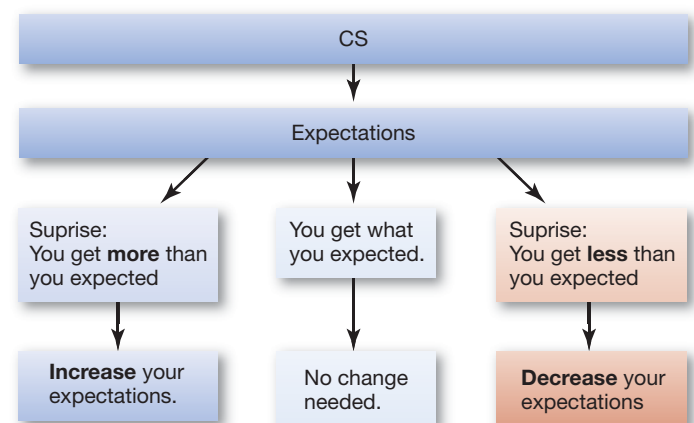 CS
Expectations
Suprise:
You get more than
you expected
You get what
you expected.
Suprise:
You get less than
you expected
Increase your
expectations.
No change
needed.
Decrease your
expectations